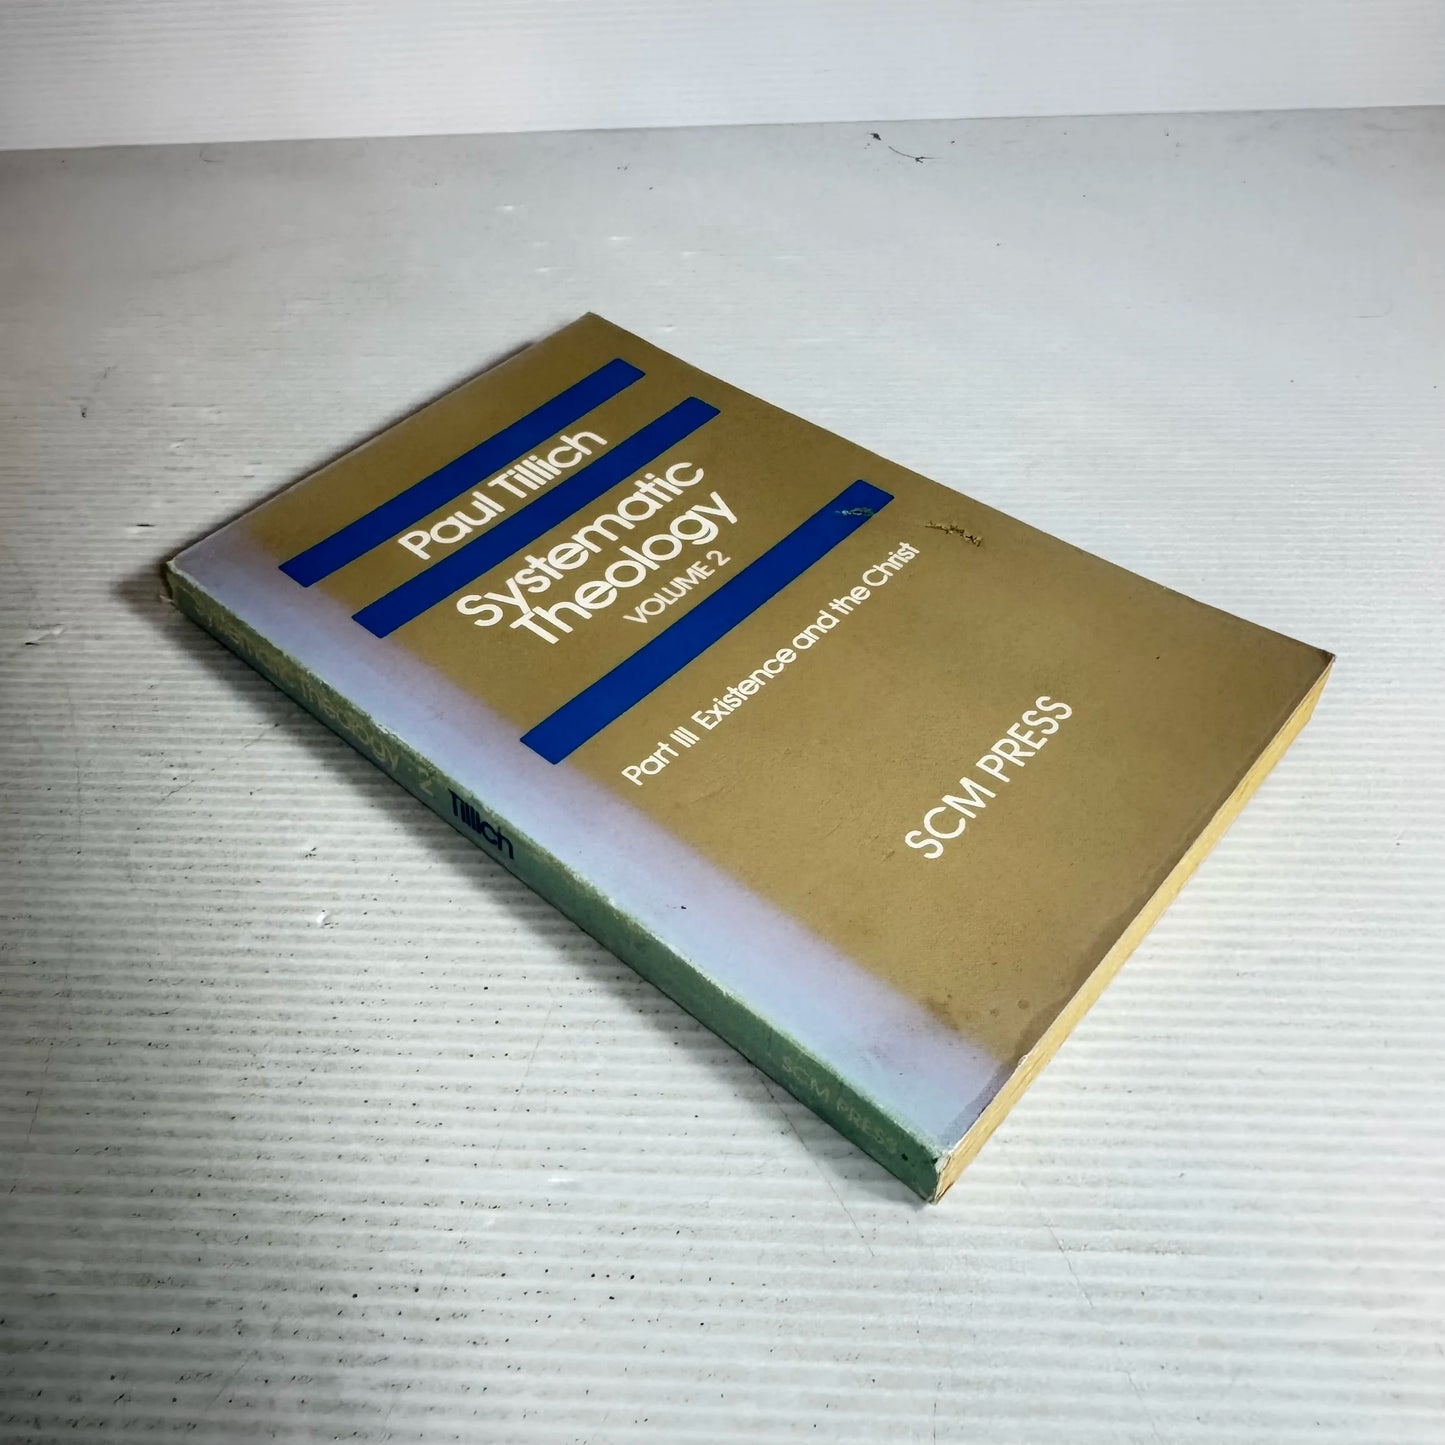 Paul Tillich
Systematic
Theology
VOLUME 2
Part III Existence and the Christ
SCM PRESS
Systematic Theology · 2 Tillich
SCM PRESS